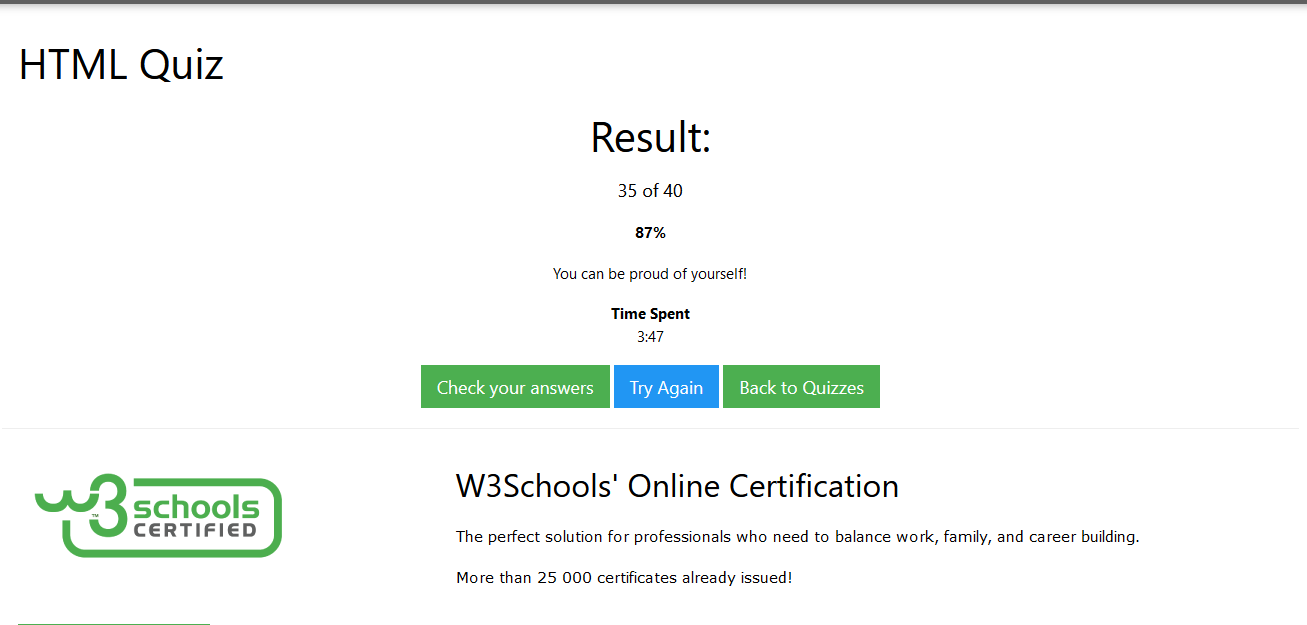 HTML Quiz
Result:
35 of 40
87%
You can be proud of yourself!
Time Spent
3:47
Check your answers Try Again Back to Quizzes
w3schools
™
CERTIFIED
W3Schools' Online Certification
The perfect solution for professionals who need to balance work, family, and career building.
More than 25 000 certificates already issued!